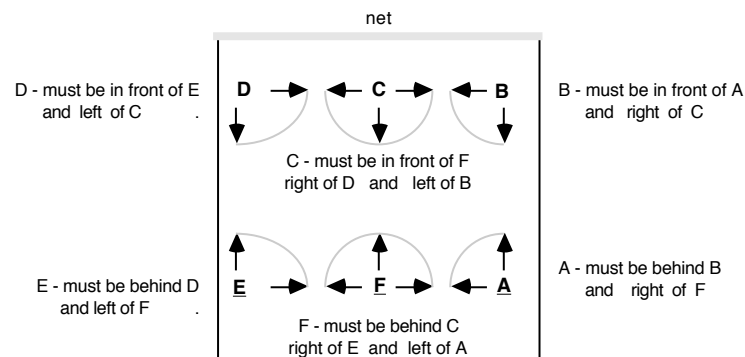 net
D - must be in front of E
and left of C .
D
C
B
B - must be in front of A
and right of C
C - must be in front of F
right of D and left of B
E - must be behind D
and left of F .
E
F
A
A - must be behind B
and right of F
F - must be behind C
right of E and left of A